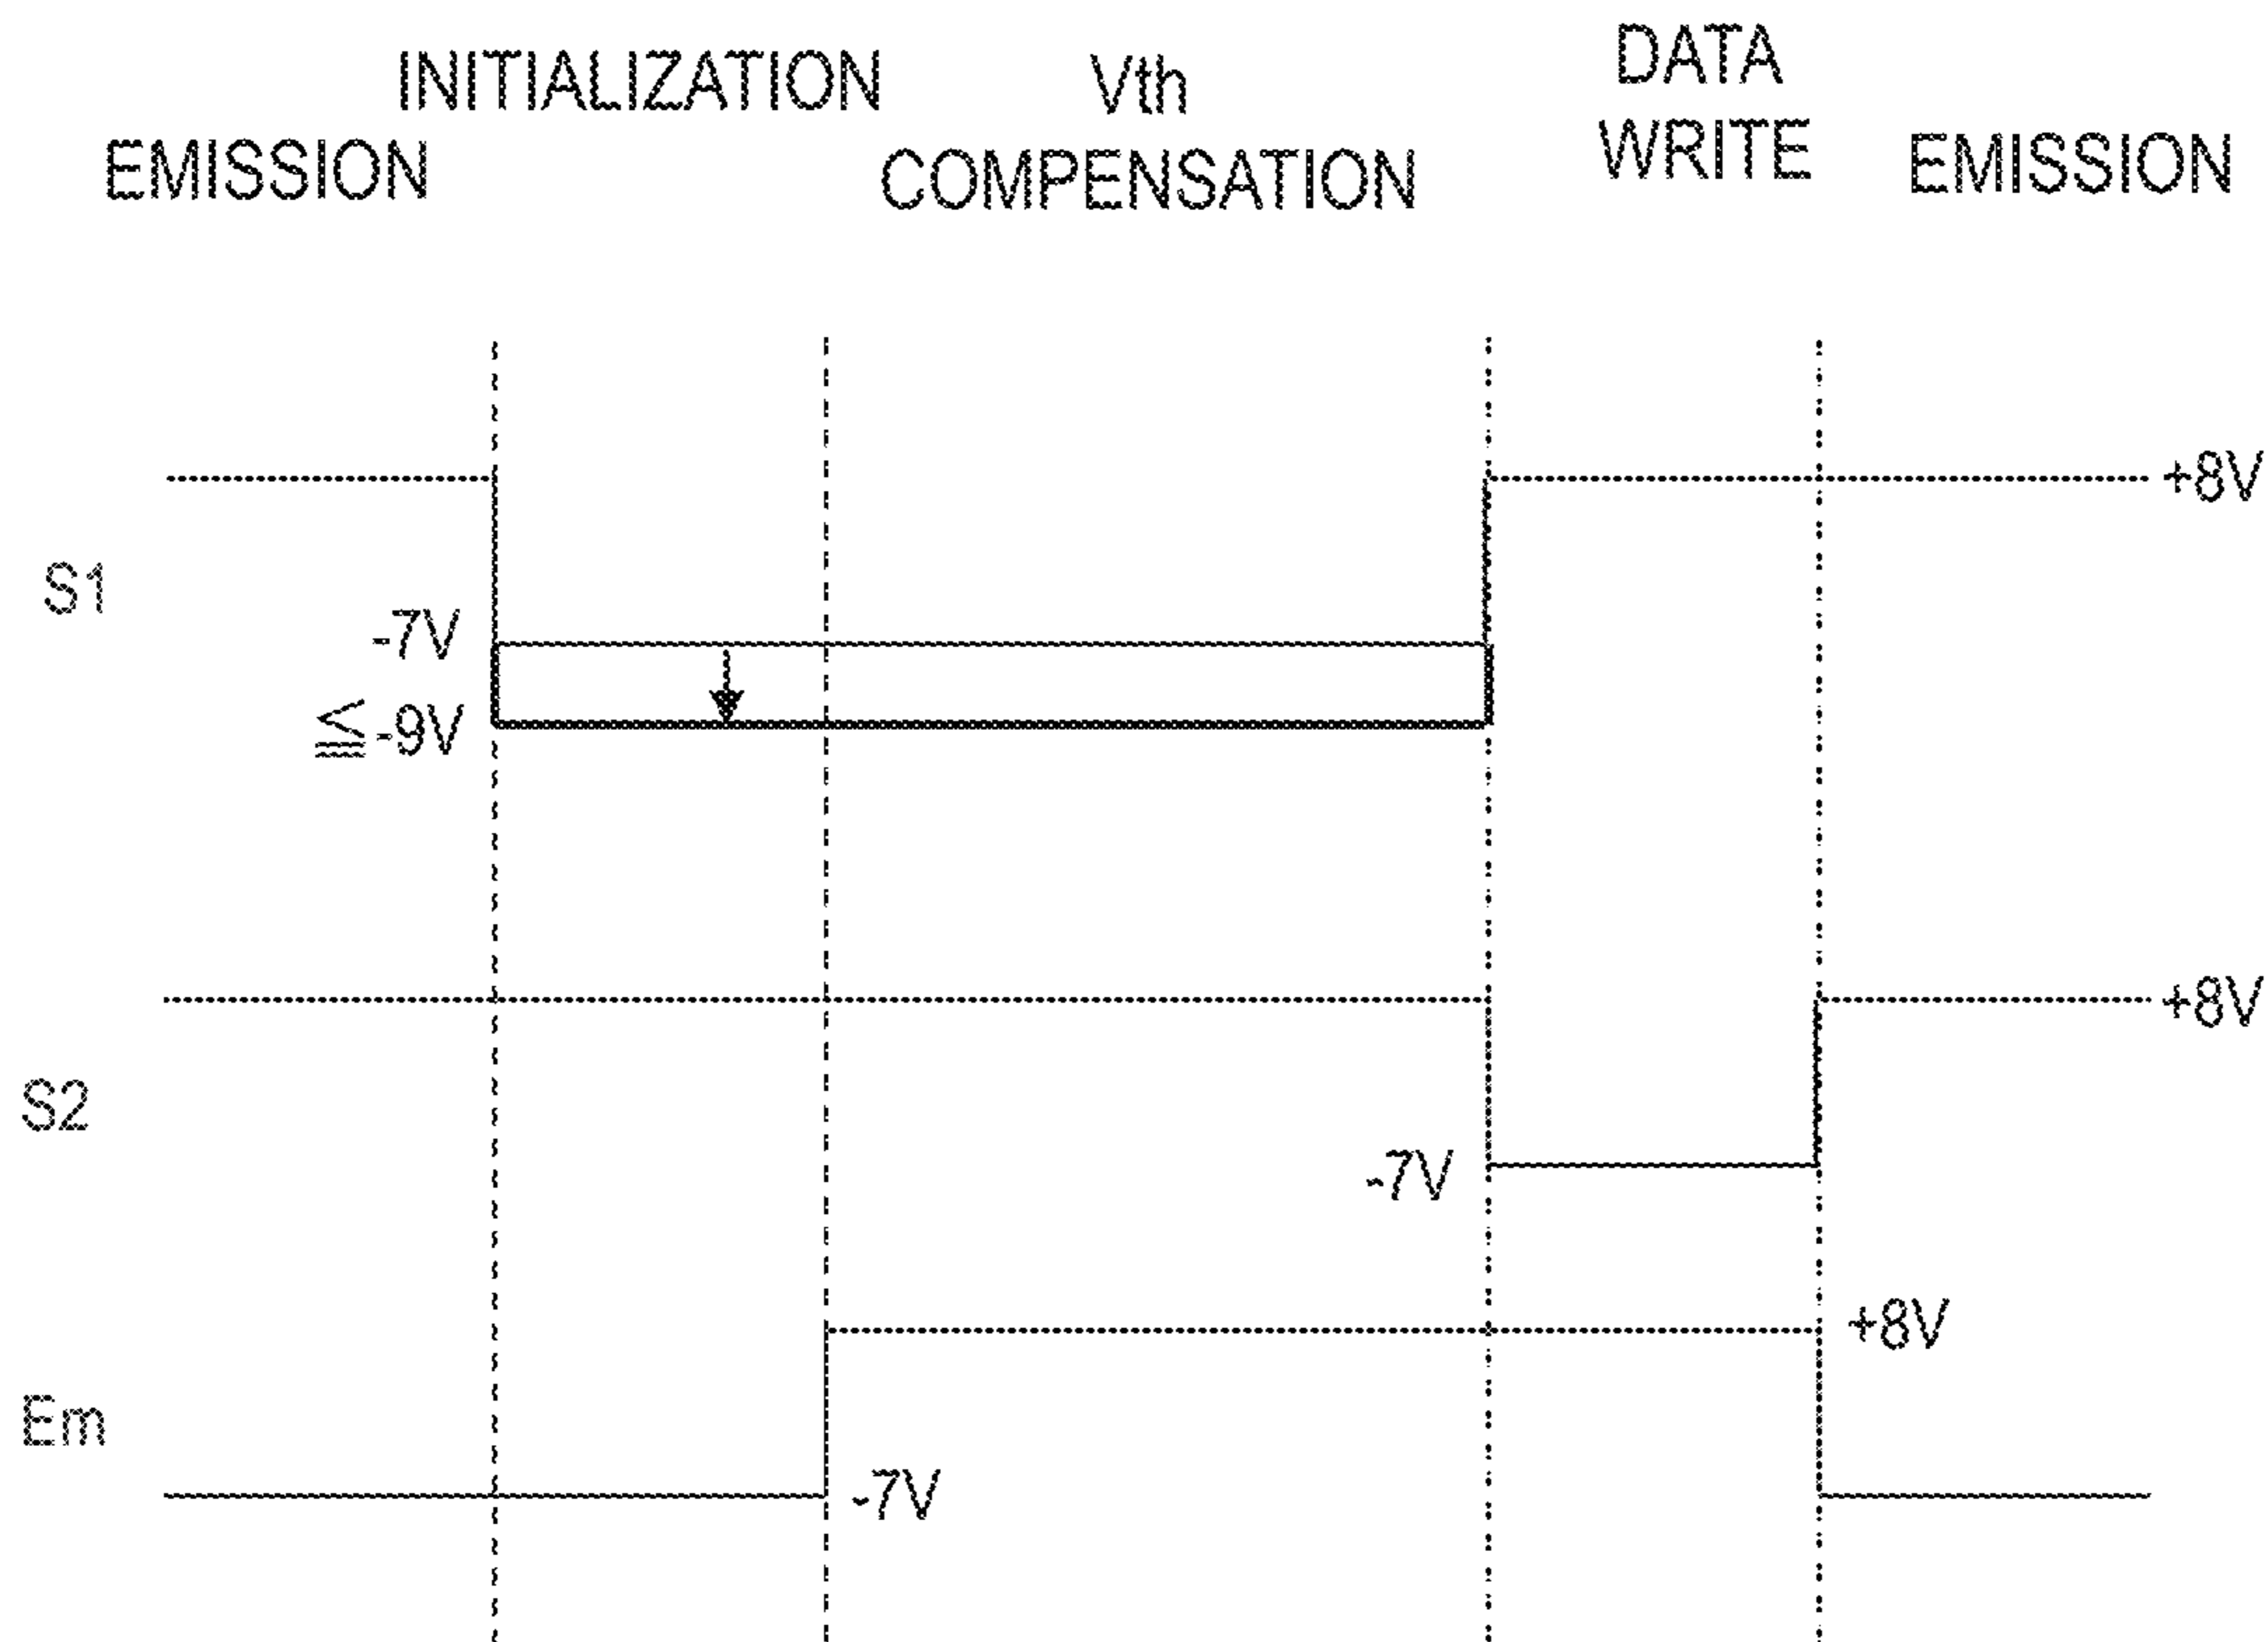 EMISSION
INITIALIZATION
Vth
COMPENSATION
DATA
WRITE
EMISSION
S1
+8V
-7V
≦-9V
S2
+8V
-7V
Em
+8V
-7V